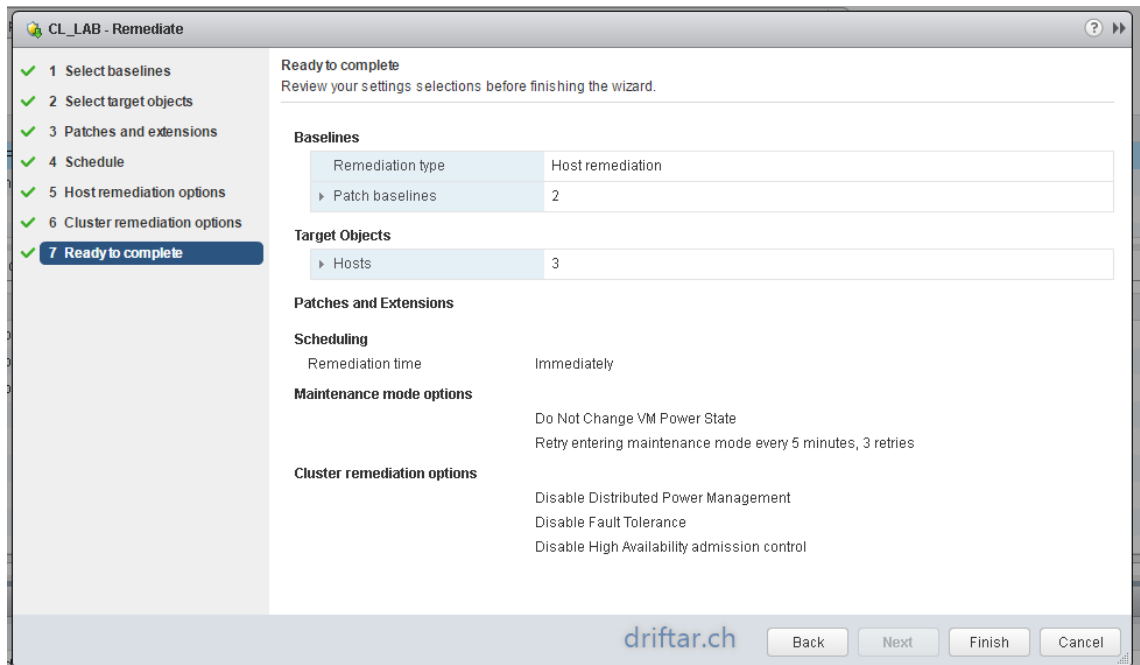 CL_LAB - Remediate
1 Select baselines
2 Select target objects
3 Patches and extensions
4 Schedule
5 Host remediation options
6 Cluster remediation options
7 Ready to complete
Ready to complete
Review your settings selections before finishing the wizard.
Baselines
Remediation type Host remediation
Patch baselines 2
Target Objects
Hosts 3
Patches and Extensions
Scheduling
Remediation time Immediately
Maintenance mode options
Do Not Change VM Power State
Retry entering maintenance mode every 5 minutes, 3 retries
Cluster remediation options
Disable Distributed Power Management
Disable Fault Tolerance
Disable High Availability admission control
driftar.ch
Back Next Finish Cancel